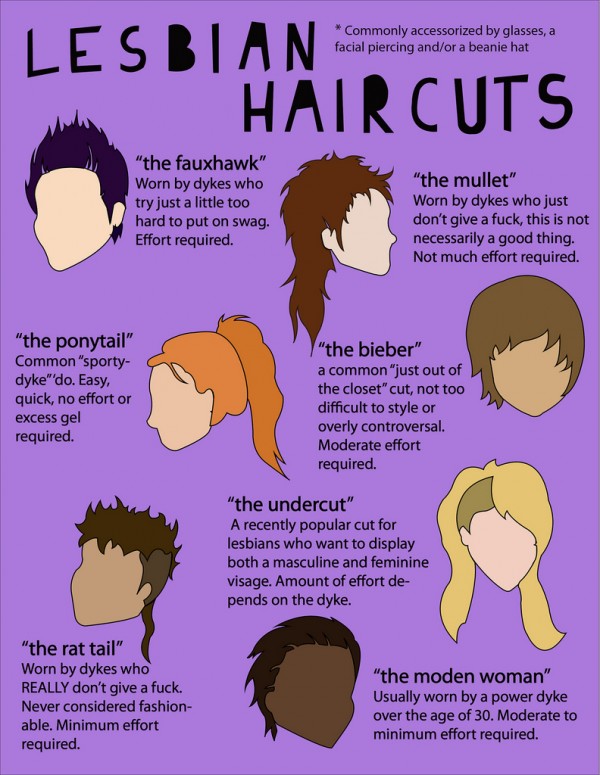 LESBIAN
HAIRCUTS
* Commonly accessorized by glasses, a
facial piercing and/or a beanie hat
“the fauxhawk”
Worn by dykes who
try just a little too
hard to put on swag.
Effort required.
“the mullet”
Worn by dykes who just
don’t give a fuck, this is not
necessarily a good thing.
Not much effort required.
“the ponytail”
Common “sporty-
dyke”’do. Easy,
quick, no effort or
excess gel
required.
“the bieber”
a common “just out of
the closet” cut, not too
difficult to style or
overly controversal.
Moderate effort
required.
“the undercut”
A recently popular cut for
lesbians who want to display
both a masculine and feminine
visage. Amount of effort de-
pends on the dyke.
“the rat tail”
Worn by dykes who
REALLY don’t give a fuck.
Never considered fashion-
able. Minimum effort
required.
“the moden woman”
Usually worn by a power dyke
over the age of 30. Moderate to
minimum effort required.